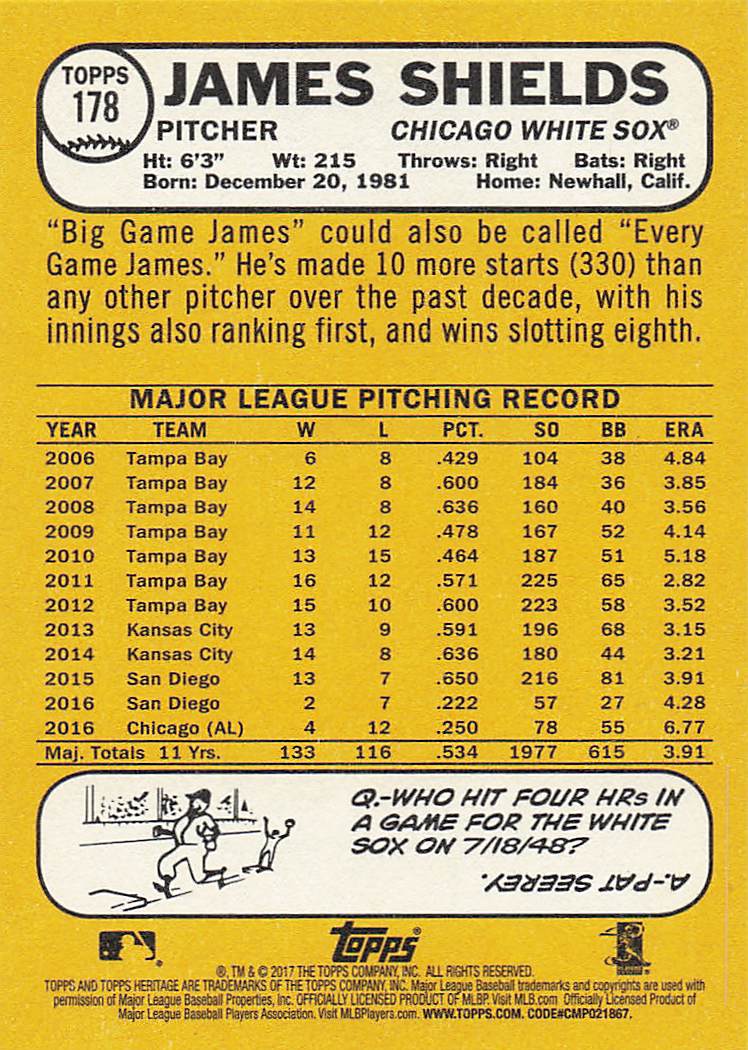 TOPPS
178
JAMES SHIELDS
PITCHER CHICAGO WHITE SOX®
Ht: 6'3" Wt: 215 Throws: Right Bats: Right
Born: December 20, 1981 Home: Newhall, Calif.
“Big Game James” could also be called “Every
Game James.” He's made 10 more starts (330) than
any other pitcher over the past decade, with his
innings also ranking first, and wins slotting eighth.
MAJOR LEAGUE PITCHING RECORD
YEAR TEAM W L PCT. SO BB ERA
2006 Tampa Bay 6 8 .429 104 38 4.84
2007 Tampa Bay 12 8 .600 184 36 3.85
2008 Tampa Bay 14 8 .636 160 40 3.56
2009 Tampa Bay 11 12 .478 167 52 4.14
2010 Tampa Bay 13 15 .464 187 51 5.18
2011 Tampa Bay 16 12 .571 225 65 2.82
2012 Tampa Bay 15 10 .600 223 58 3.52
2013 Kansas City 13 9 .591 196 68 3.15
2014 Kansas City 14 8 .636 180 44 3.21
2015 San Diego 13 7 .650 216 81 3.91
2016 San Diego 2 7 .222 57 27 4.28
2016 Chicago (AL) 4 12 .250 78 55 6.77
Maj. Totals 11 Yrs. 133 116 .534 1977 615 3.91
Q.-WHO HIT FOUR HRs IN
A GAME FOR THE WHITE
SOX ON 7/18/48?
A.-PAT SEEREY.
TOPPS®
®, TM & © 2017 THE TOPPS COMPANY, INC. ALL RIGHTS RESERVED.
TOPPS AND TOPPS HERITAGE ARE TRADEMARKS OF THE TOPPS COMPANY, INC. Major League Baseball trademarks and copyrights are used with
permission of Major League Baseball Properties, Inc. OFFICIALLY LICENSED PRODUCT OF MLBP. Visit MLB.com Officially Licensed Product of
Major League Baseball Players Association. Visit MLBPlayers.com. WWW.TOPPS.COM. CODE#CMP021867.